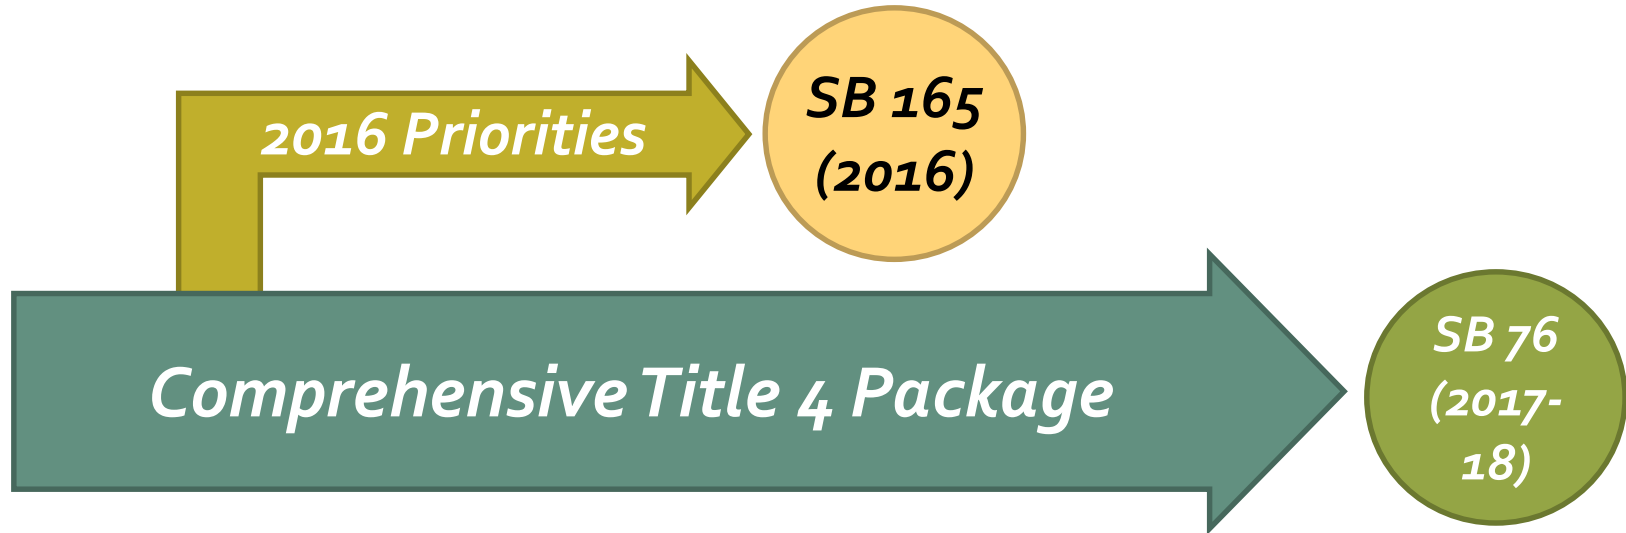 2016 Priorities
SB 165
(2016)
Comprehensive Title 4 Package
SB 76
(2017-
18)